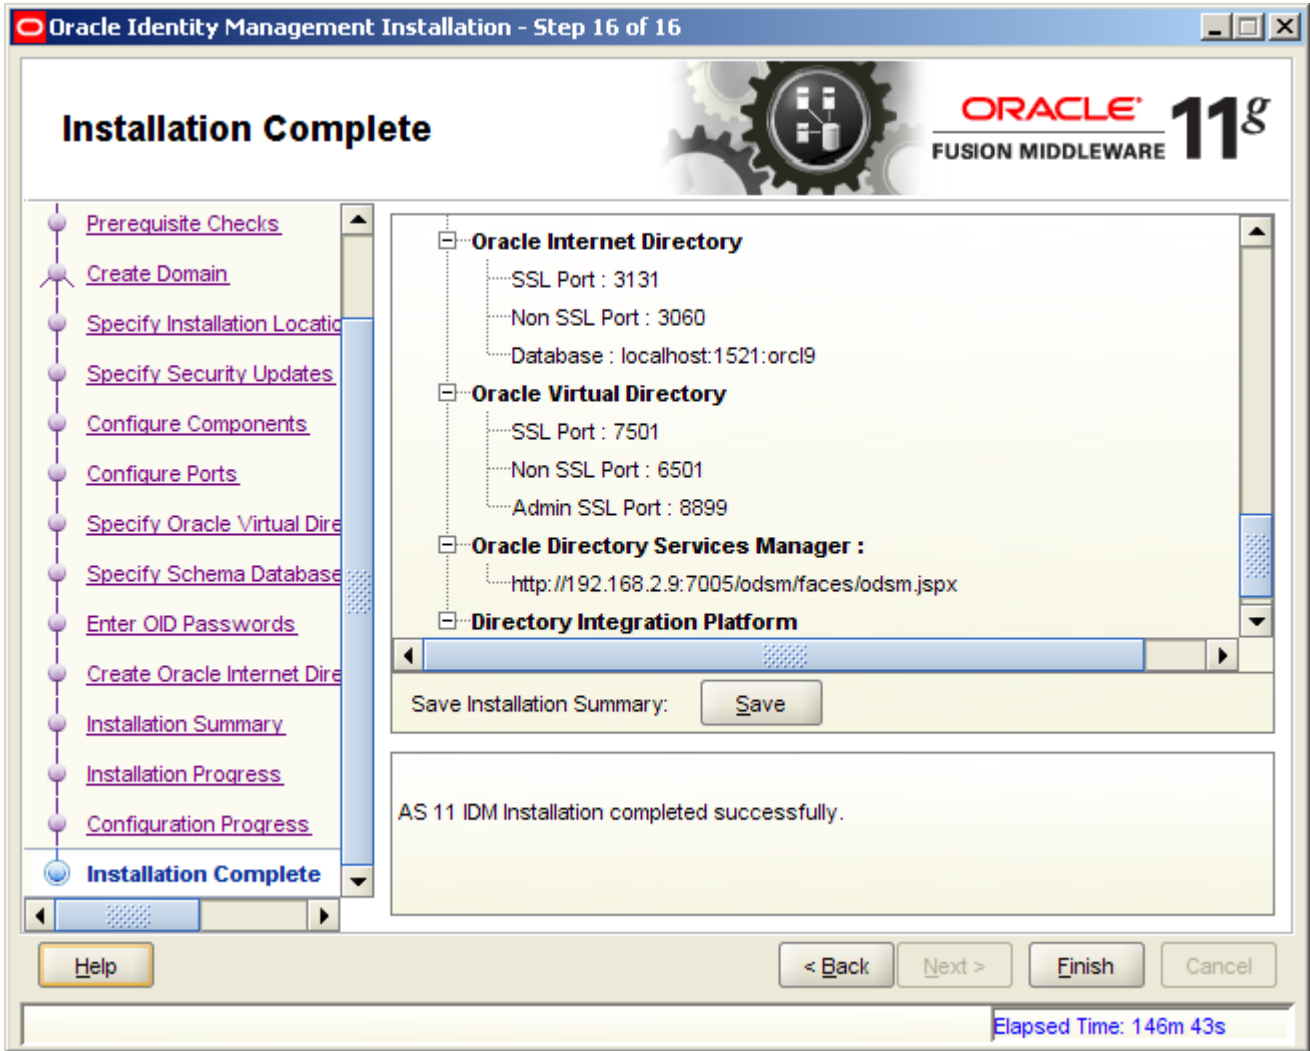 Oracle Identity Management Installation - Step 16 of 16
Installation Complete
ORACLE
FUSION MIDDLEWARE
11g
Prerequisite Checks
Create Domain
Specify Installation Locatio
Specify Security Updates
Configure Components
Configure Ports
Specify Oracle Virtual Dire
Specify Schema Database
Enter OID Passwords
Create Oracle Internet Dire
Installation Summary
Installation Progress
Configuration Progress
Installation Complete
Oracle Internet Directory
SSL Port : 3131
Non SSL Port : 3060
Database : localhost:1521:orcl9
Oracle Virtual Directory
SSL Port : 7501
Non SSL Port : 6501
Admin SSL Port : 8899
Oracle Directory Services Manager :
http://192.168.2.9:7005/odsm/faces/odsm.jspx
Directory Integration Platform
Save Installation Summary: Save
AS 11 IDM Installation completed successfully.
Help < Back Next > Finish Cancel
Elapsed Time: 146m 43s